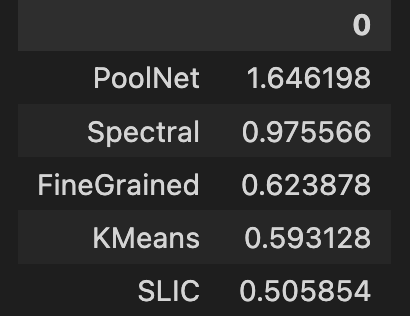 0
PoolNet 1.646198
Spectral 0.975566
FineGrained 0.623878
KMeans 0.593128
SLIC 0.505854